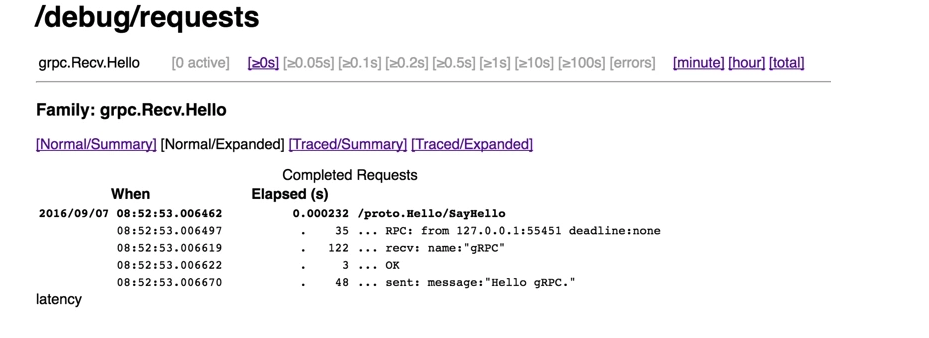 /debug/requests
grpc.Recv.Hello [0 active] [≥0s] [≥0.05s] [≥0.1s] [≥0.2s] [≥0.5s] [≥1s] [≥10s] [≥100s] [errors] [minute] [hour] [total]
Family: grpc.Recv.Hello
[Normal/Summary] [Normal/Expanded] [Traced/Summary] [Traced/Expanded]
Completed Requests
When Elapsed (s)
2016/09/07 08:52:53.006462 0.000232 /proto.Hello/SayHello
08:52:53.006497 . 35 ... RPC: from 127.0.0.1:55451 deadline:none
08:52:53.006619 . 122 ... recv: name:"gRPC"
08:52:53.006622 . 3 ... OK
08:52:53.006670 . 48 ... sent: message:"Hello gRPC."
latency